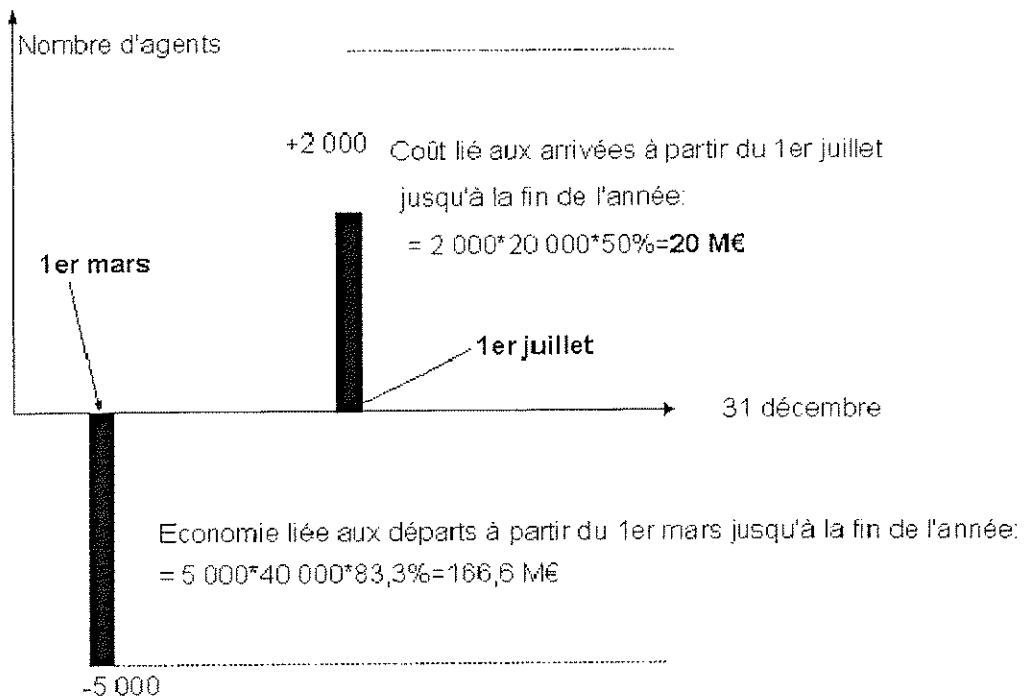 Nombre d'agents
+2 000 Coût lié aux arrivées à partir du 1er juillet
jusqu'à la fin de l'année:
= 2 000*20 000*50%=20 M€
1er mars
1er juillet
31 décembre
Economie liée aux départs à partir du 1er mars jusqu'à la fin de l'année:
= 5 000*40 000*83,3%=166,6 M€
-5 000